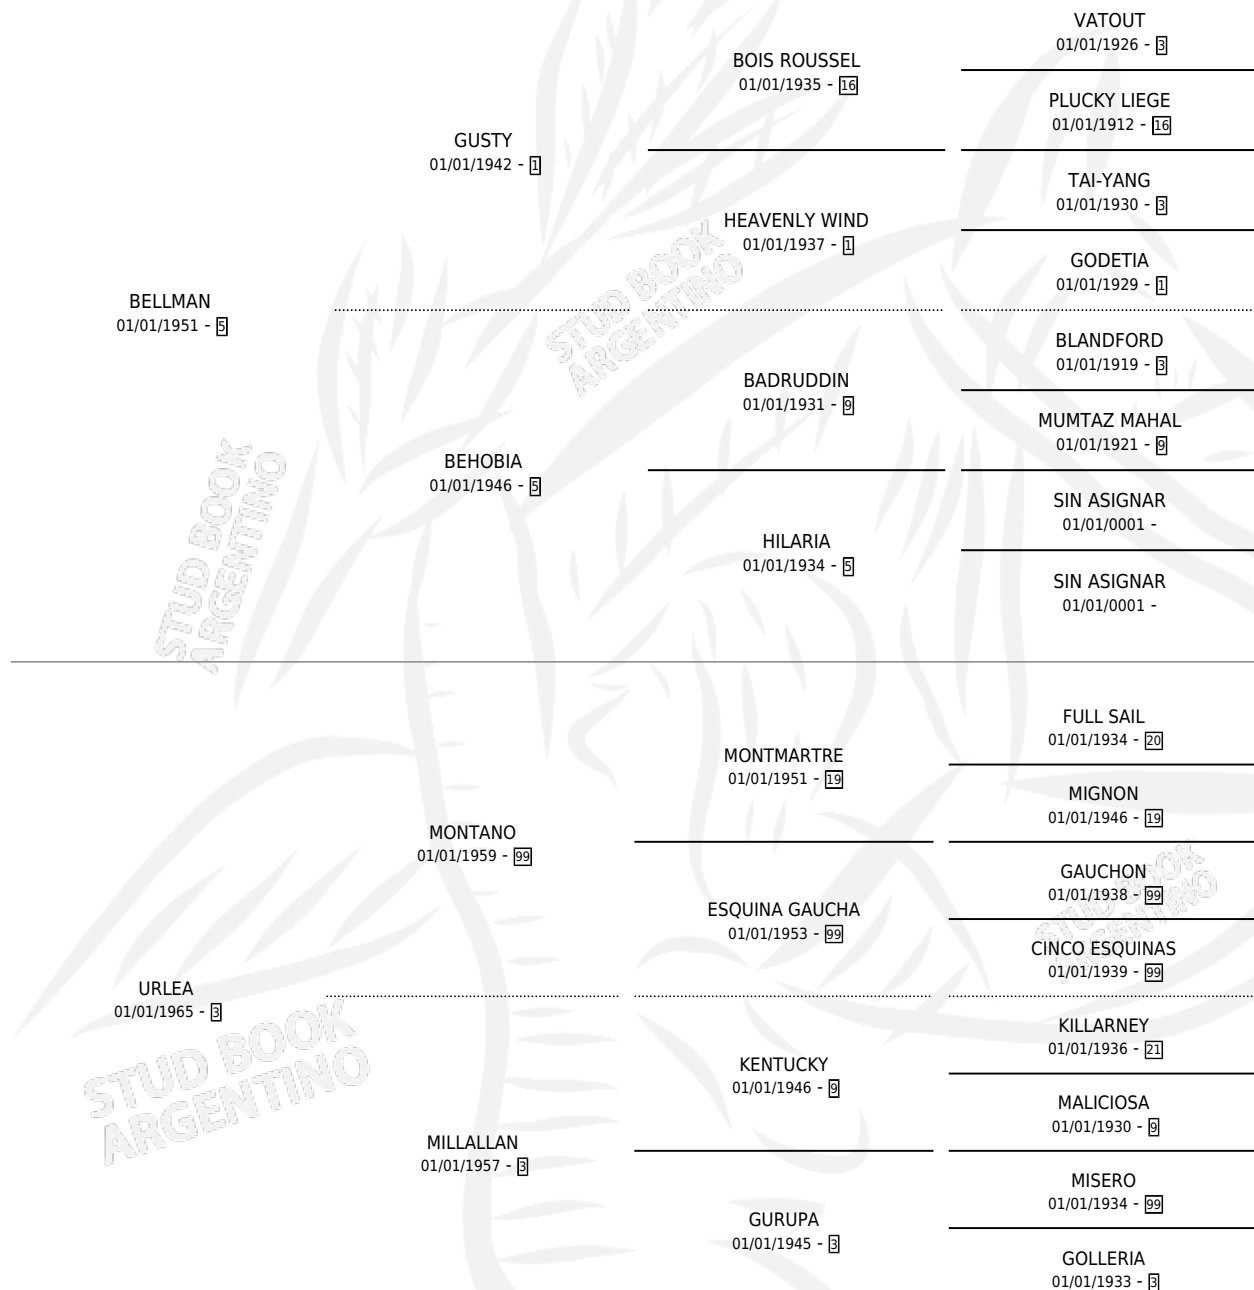 VATOUT
01/01/1926 - 3
BOIS ROUSSEL
01/01/1935 - 16
PLUCKY LIEGE
01/01/1912 - 16
GUSTY
01/01/1942 - 1
TAI-YANG
01/01/1930 - 3
HEAVENLY WIND
01/01/1937 - 1
GODETIA
01/01/1929 - 1
BELLMAN
01/01/1951 - 5
BLANDFORD
01/01/1919 - 3
BADRUDDIN
01/01/1931 - 9
MUMTAZ MAHAL
01/01/1921 - 9
BEHOBIA
01/01/1946 - 5
SIN ASIGNAR
01/01/0001 -
HILARIA
01/01/1934 - 5
SIN ASIGNAR
01/01/0001 -
FULL SAIL
01/01/1934 - 20
MONTMARTRE
01/01/1951 - 19
MIGNON
01/01/1946 - 19
MONTANO
01/01/1959 - 99
GAUCHON
01/01/1938 - 99
ESQUINA GAUCHA
01/01/1953 - 99
CINCO ESQUINAS
01/01/1939 - 99
URLEA
01/01/1965 - 3
KILLARNEY
01/01/1936 - 21
KENTUCKY
01/01/1946 - 9
MALICIOSA
01/01/1930 - 9
MILLALLAN
01/01/1957 - 3
MISERO
01/01/1934 - 99
GURUPA
01/01/1945 - 3
GOLLERIA
01/01/1933 - 3
STUD BOOK
ARGENTINO
STUD BOOK
ARGENTINO
STUD BOOK
ARGENTINO
STUD BOOK
ARGENTINO